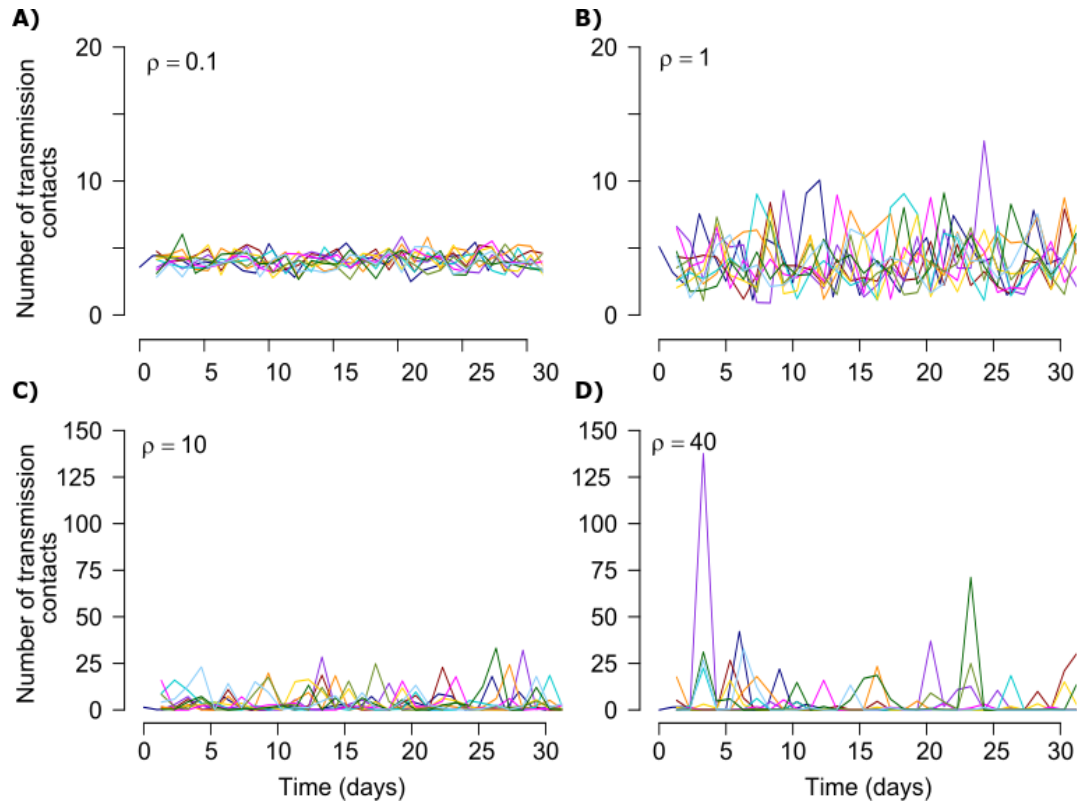 A)
B)
20
10
0
Number of transmission
contacts
ρ = 0.1
0 5 10 15 20 25 30
20
10
0
ρ = 1
0 5 10 15 20 25 30
C)
D)
150
125
100
75
50
25
0
Number of transmission
contacts
ρ = 10
0 5 10 15 20 25 30
Time (days)
150
125
100
75
50
25
0
ρ = 40
0 5 10 15 20 25 30
Time (days)